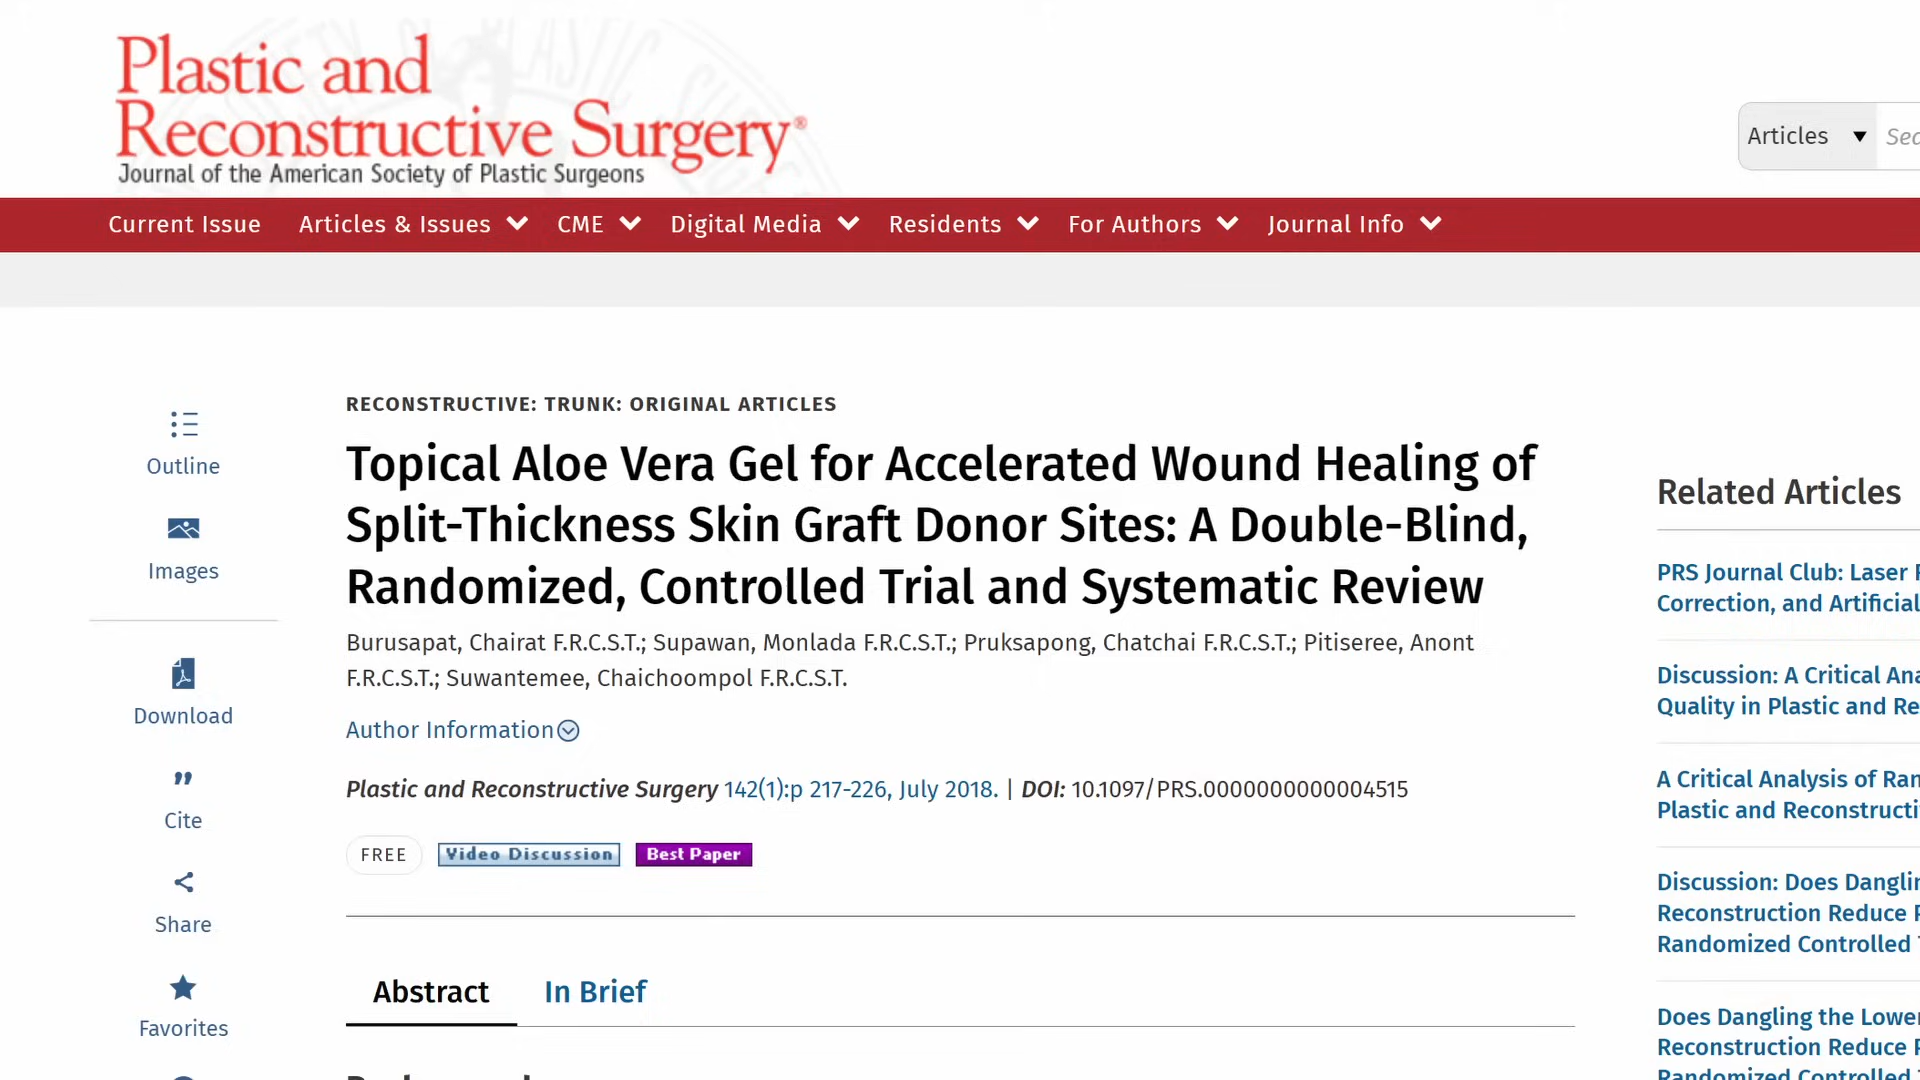 Plastic and
Reconstructive Surgery®
Journal of the American Society of Plastic Surgeons
Articles
Current Issue Articles & Issues CME Digital Media Residents For Authors Journal Info
Outline
Images
Download
Cite
Share
Favorites
RECONSTRUCTIVE: TRUNK: ORIGINAL ARTICLES
Topical Aloe Vera Gel for Accelerated Wound Healing of
Split-Thickness Skin Graft Donor Sites: A Double-Blind,
Randomized, Controlled Trial and Systematic Review
Burusapat, Chairat F.R.C.S.T.; Supawan, Monlada F.R.C.S.T.; Pruksapong, Chatchai F.R.C.S.T.; Pitiseree, Anont
F.R.C.S.T.; Suwantemee, Chaichoompol F.R.C.S.T.
Author Information
Plastic and Reconstructive Surgery 142(1):p 217-226, July 2018. | DOI: 10.1097/PRS.0000000000004515
FREE Video Discussion Best Paper
Abstract In Brief
Related Articles
PRS Journal Club: Laser
Correction, and Artificial
Discussion: A Critical
Quality in Plastic and
A Critical Analysis of
Plastic and
Discussion: Does
Reconstruction Reduce
Randomized Controlled
Does Dangling the
Reconstruction Reduce
Randomized Controlled